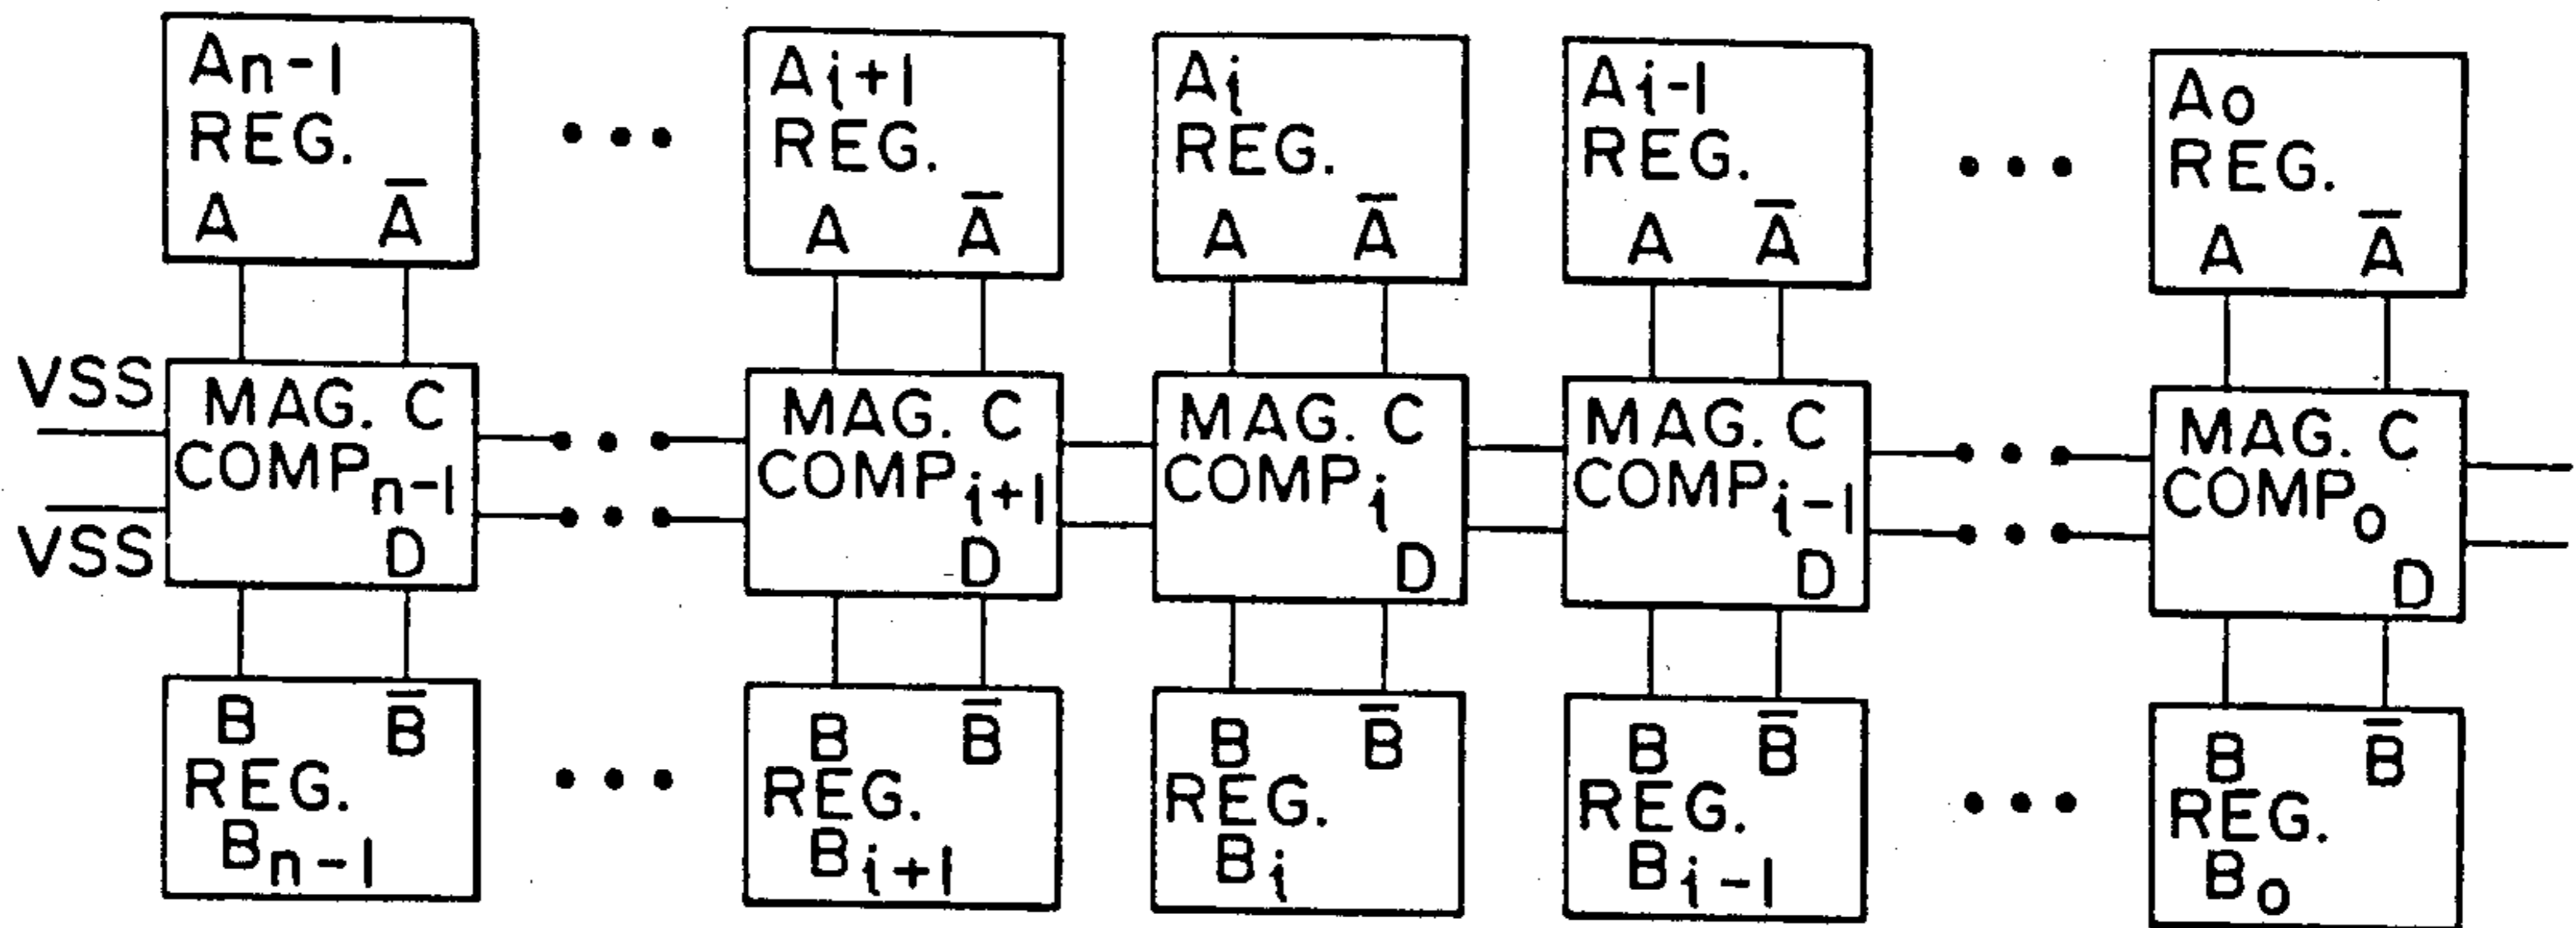 An-1
REG.
A A̅
Ai+1
REG.
A A̅
Ai
REG.
A A̅
Ai-1
REG.
A A̅
Ao
REG.
A A̅
VSS
VSS
MAG. C
COMPn-1
D
MAG. C
COMPi+1
D
MAG. C
COMPi
D
MAG. C
COMPi-1
D
MAG. C
COMPo
D
B B̅
REG.
Bn-1
B B̅
REG.
Bi+1
B B̅
REG.
Bi
B B̅
REG.
Bi-1
B B̅
REG.
Bo